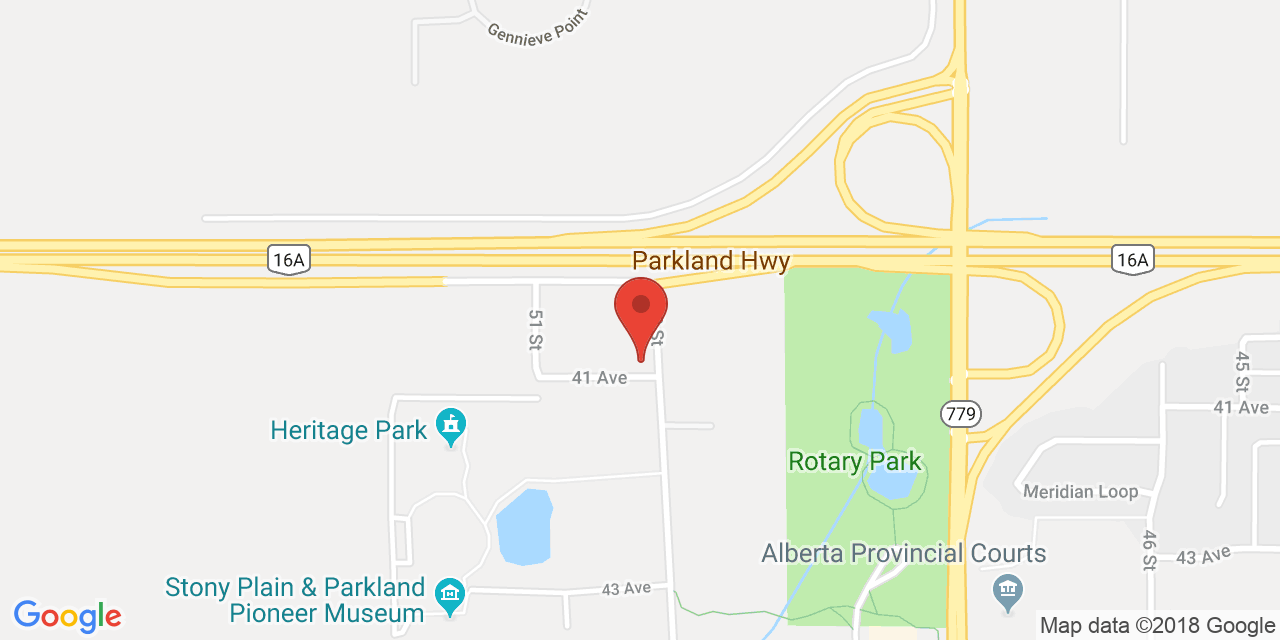 Gennieve Point
16A
Parkland Hwy
16A
51 St
St
41 Ave
45 St
41 Ave
779
Heritage Park
Rotary Park
Meridian Loop
46 St
Alberta Provincial Courts
43 Ave
Stony Plain & Parkland
Pioneer Museum
43 Ave
Google
Map data ©2018 Google